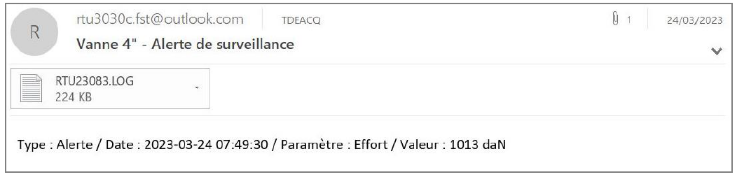 R
rtu3030c.fst@outlook.com TDEACQ 1 24/03/2023
Vanne 4" - Alerte de surveillance
RTU23083.LOG
224 KB
Type : Alerte / Date : 2023-03-24 07:49:30 / Paramètre : Effort / Valeur : 1013 daN